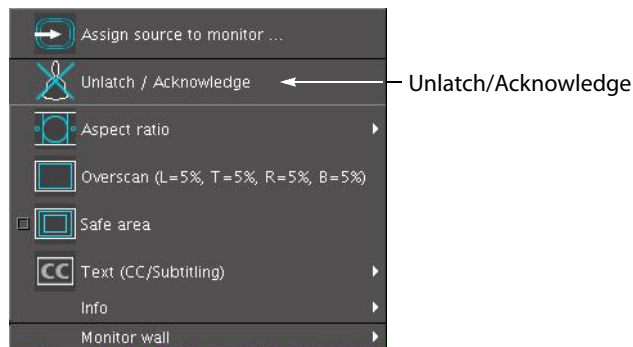 Assign source to monitor ...
Unlatch / Acknowledge
Unlatch/Acknowledge
Aspect ratio
Overscan (L=5%, T=5%, R=5%, B=5%)
Safe area
CC Text (CC/Subtitling)
Info
Monitor wall